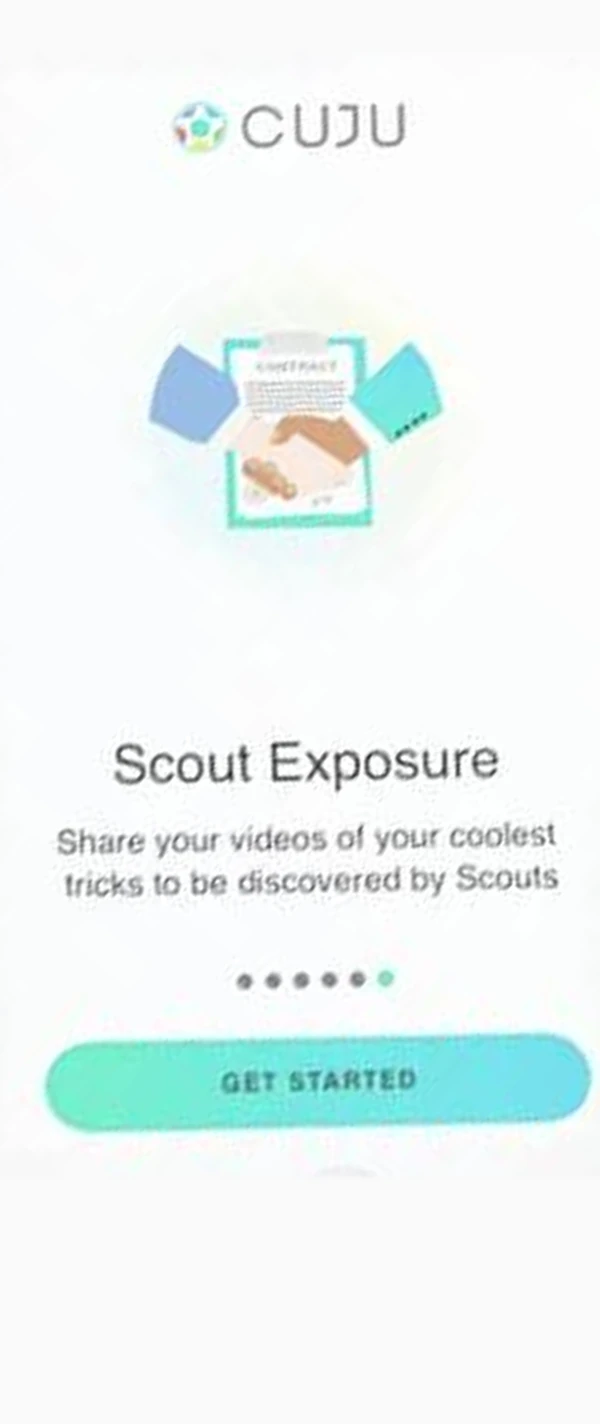 CUJU
CONTRACT
Scout Exposure
Share your videos of your coolest
tricks to be discovered by Scouts
GET STARTED